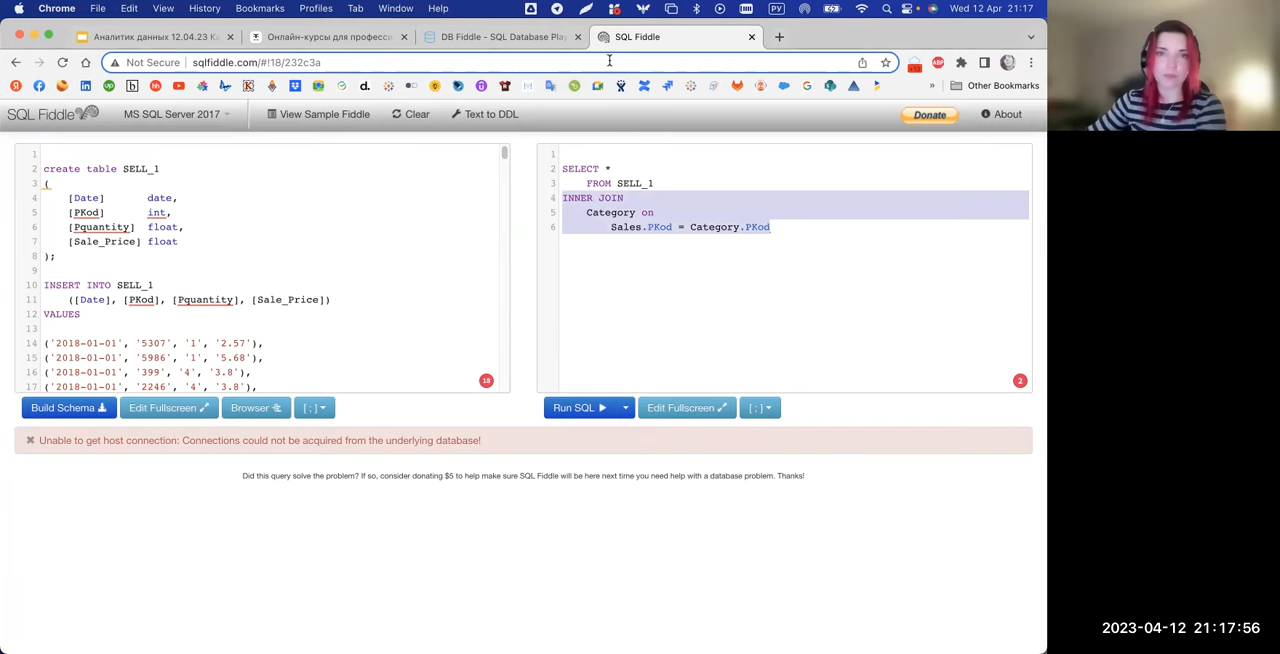 Chrome File Edit View History Bookmarks Profiles Tab Window Help РУ Wed 12 Apr 21:17
Аналитик данных 12.04.23 Ка
Онлайн-курсы для професси
DB Fiddle - SQL Database Play
SQL Fiddle
Not Secure sqlfiddle.com/#!18/232c3a
Other Bookmarks
SQL Fiddle MS SQL Server 2017 View Sample Fiddle Clear Text to DDL Donate About
1
2 create table SELL_1
3 (
4 [Date] date,
5 [PKod] int,
6 [Pquantity] float,
7 [Sale_Price] float
8 );
9
10 INSERT INTO SELL_1
11 ([Date], [PKod], [Pquantity], [Sale_Price])
12 VALUES
13
14 ('2018-01-01', '5307', '1', '2.57'),
15 ('2018-01-01', '5986', '1', '5.68'),
16 ('2018-01-01', '399', '4', '3.8'),
17 ('2018-01-01', '2246', '4', '3.8'),
18
1
2 SELECT *
3 FROM SELL_1
4 INNER JOIN
5 Category on
6 Sales.PKod = Category.PKod
2
Build Schema Edit Fullscreen Browser [ ; ]
Run SQL Edit Fullscreen [ ; ]
Unable to get host connection: Connections could not be acquired from the underlying database!
Did this query solve the problem? If so, consider donating $5 to help make sure SQL Fiddle will be here next time you need help with a database problem. Thanks!
2023-04-12 21:17:56